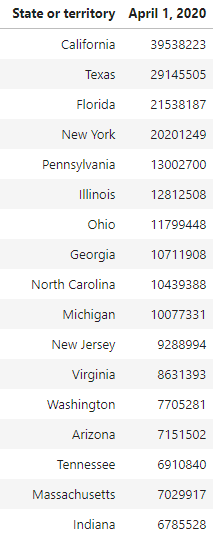 State or territory April 1, 2020
California 39538223
Texas 29145505
Florida 21538187
New York 20201249
Pennsylvania 13002700
Illinois 12812508
Ohio 11799448
Georgia 10711908
North Carolina 10439388
Michigan 10077331
New Jersey 9288994
Virginia 8631393
Washington 7705281
Arizona 7151502
Tennessee 6910840
Massachusetts 7029917
Indiana 6785528